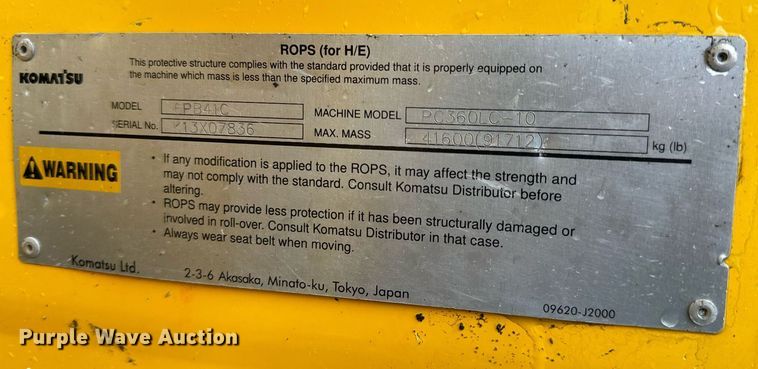 ROPS (for H/E)
KOMATSU
This protective structure complies with the standard provided that it is properly equipped on
the machine which mass is less than the specified maximum mass.
MODEL MACHINE MODEL PC360LC-10
SERIAL No. X13X07836 MAX. MASS 41600(91712) kg (lb)
WARNING
• If any modification is applied to the ROPS, it may affect the strength and
may not comply with the standard. Consult Komatsu Distributor before
altering.
• ROPS may provide less protection if it has been structurally damaged or
involved in roll-over. Consult Komatsu Distributor in that case.
• Always wear seat belt when moving.
Komatsu Ltd.
2-3-6 Akasaka, Minato-ku, Tokyo, Japan
09620-J2000
Purple Wave Auction